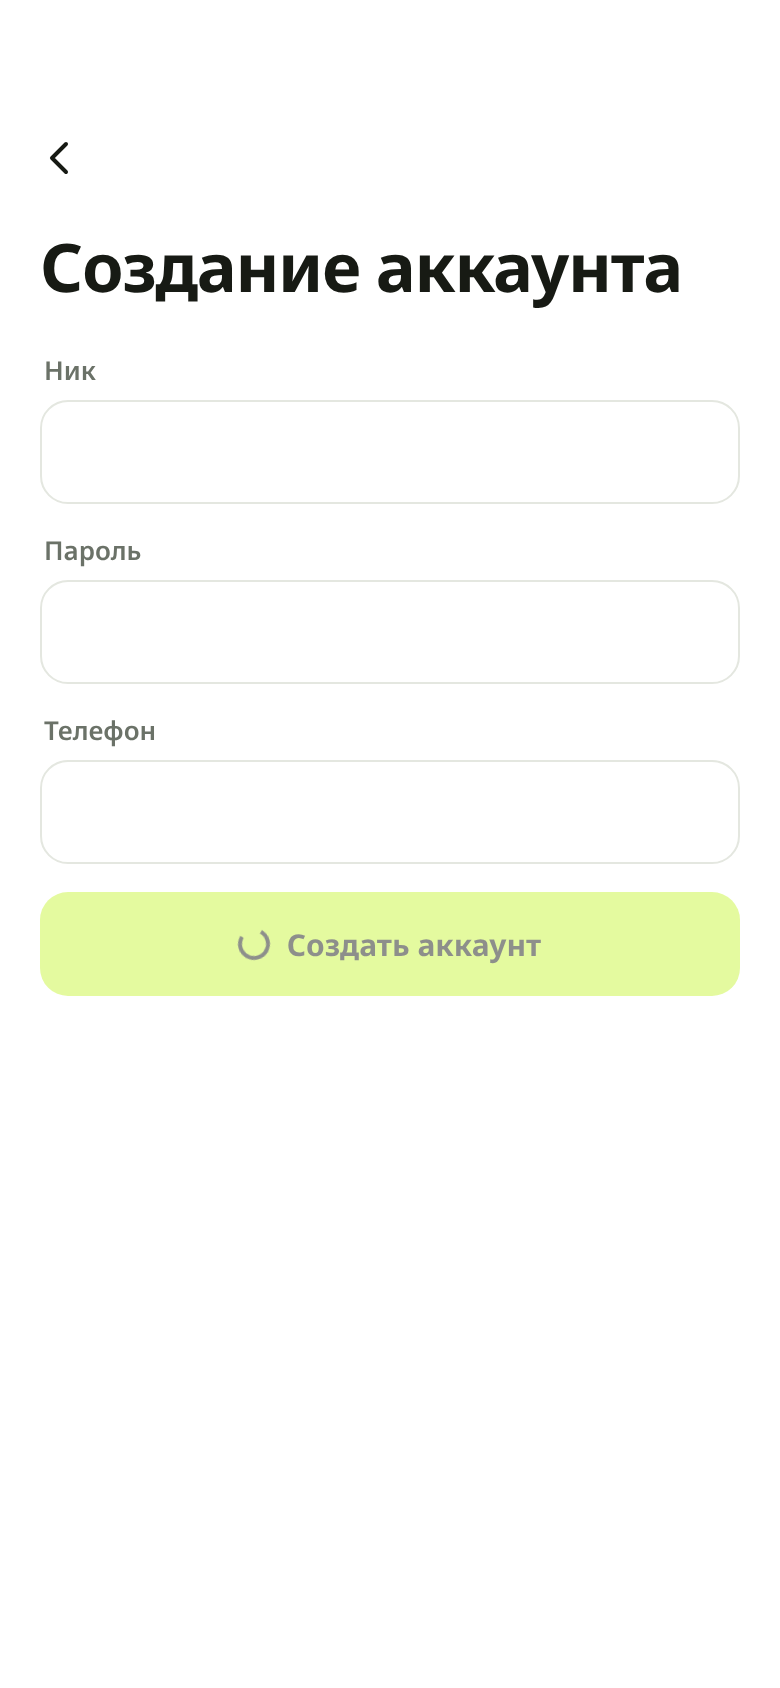 Создание аккаунта
Ник
Пароль
Телефон
Создать аккаунт